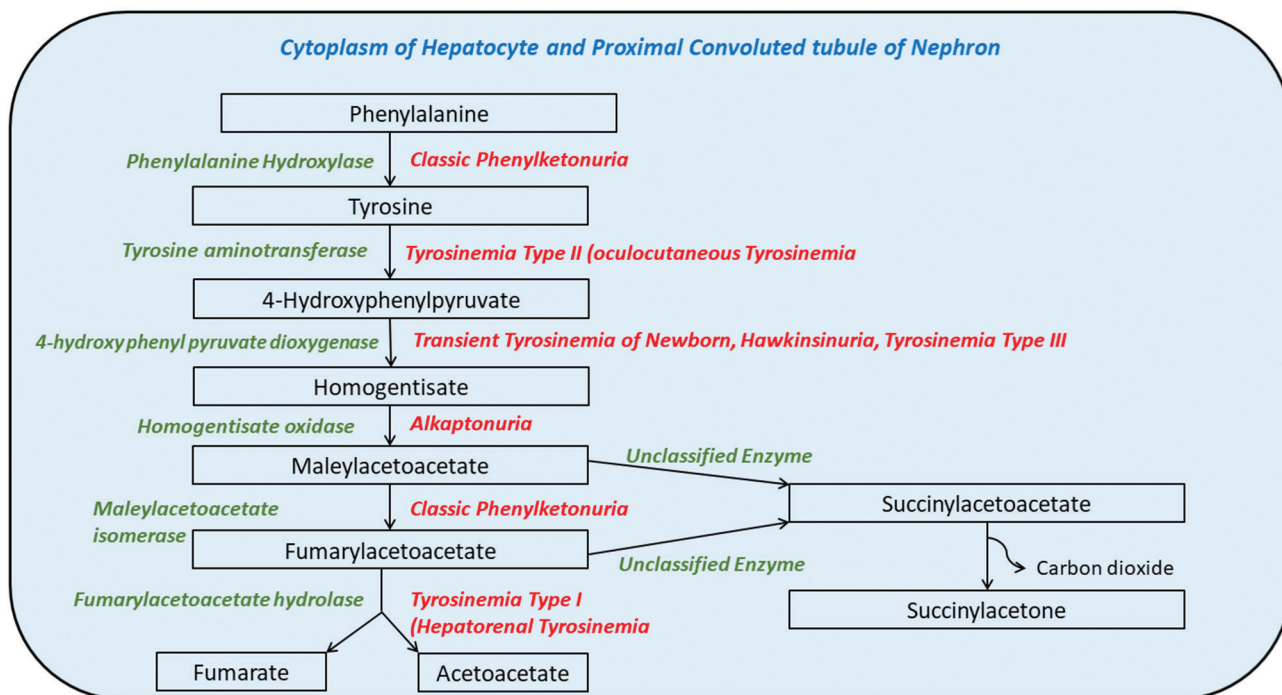 Cytoplasm of Hepatocyte and Proximal Convoluted tubule of Nephron
Phenylalanine
Phenylalanine Hydroxylase
Classic Phenylketonuria
Tyrosine
Tyrosine aminotransferase
Tyrosinemia Type II (oculocutaneous Tyrosinemia
4-Hydroxyphenylpyruvate
4-hydroxy phenyl pyruvate dioxygenase
Transient Tyrosinemia of Newborn, Hawkinsinuria, Tyrosinemia Type III
Homogentisate
Homogentisate oxidase
Alkaptonuria
Maleylacetoacetate
Unclassified Enzyme
Maleylacetoacetate
isomerase
Classic Phenylketonuria
Succinylacetoacetate
Fumarylacetoacetate
Unclassified Enzyme
Carbon dioxide
Fumarylacetoacetate hydrolase
Tyrosinemia Type I
(Hepatorenal Tyrosinemia
Succinylacetone
Fumarate
Acetoacetate